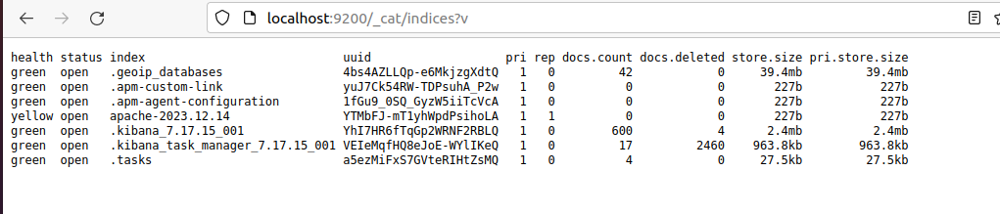 localhost:9200/_cat/indices?v
health status index uuid pri rep docs.count docs.deleted store.size pri.store.size
green open .geoip_databases 4bs4AZLLQp-e6MkjzgXdtQ 1 0 42 0 39.4mb 39.4mb
green open .apm-custom-link yuJ7Ck54RW-TDPsuhA_P2w 1 0 0 0 227b 227b
green open .apm-agent-configuration 1fGu9_0SQ_GyzW5iiTcVcA 1 0 0 0 227b 227b
yellow open apache-2023.12.14 YTMbFJ-mT1yhWpdPsihoLA 1 1 0 0 227b 227b
green open .kibana_7.17.15_001 YhI7HR6fTqGp2WRNF2RBLQ 1 0 600 4 2.4mb 2.4mb
green open .kibana_task_manager_7.17.15_001 VEIeMqfHQ8eJoE-WYlIKeQ 1 0 17 2460 963.8kb 963.8kb
green open .tasks a5ezMiFxS7GVteRIHtZsMQ 1 0 4 0 27.5kb 27.5kb